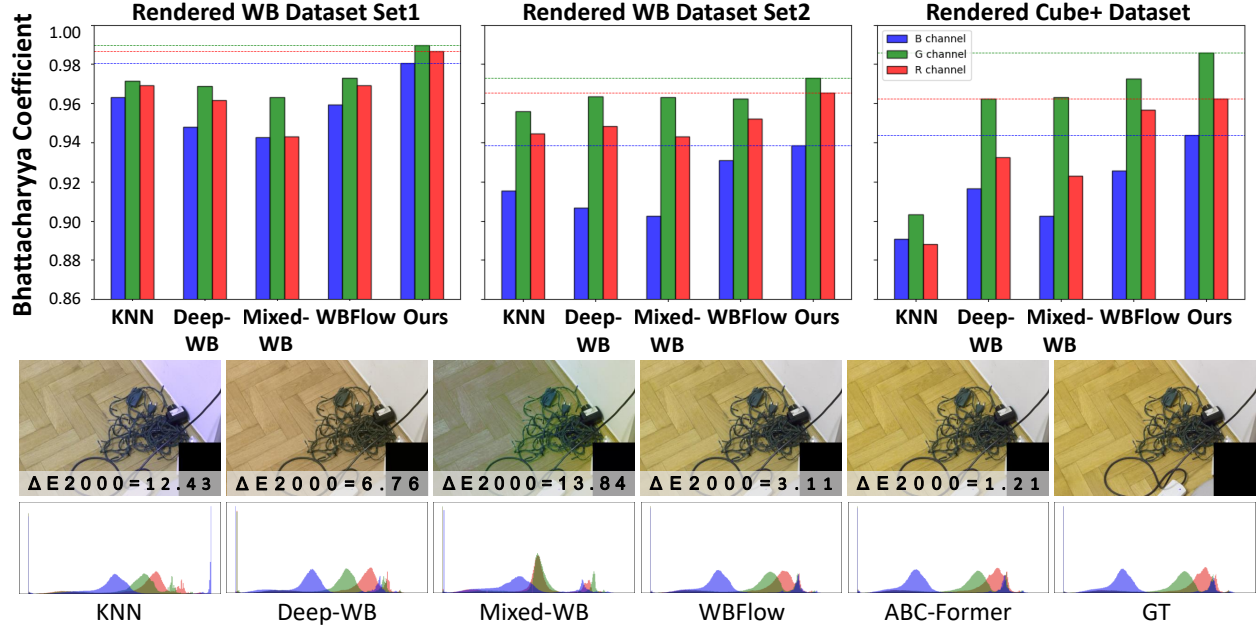 Rendered WB Dataset Set1
Rendered WB Dataset Set2
Rendered Cube+ Dataset
Bhattacharyya Coefficient
1.00
0.98
0.96
0.94
0.92
0.90
0.88
0.86
B channel
G channel
R channel
KNN Deep-WB Mixed-WB WBFlow Ours
KNN Deep-WB Mixed-WB WBFlow Ours
KNN Deep-WB Mixed-WB WBFlow Ours
ΔE2000=12.43
ΔE2000=6.76
ΔE2000=13.84
ΔE2000=3.11
ΔE2000=1.21
KNN
Deep-WB
Mixed-WB
WBFlow
ABC-Former
GT